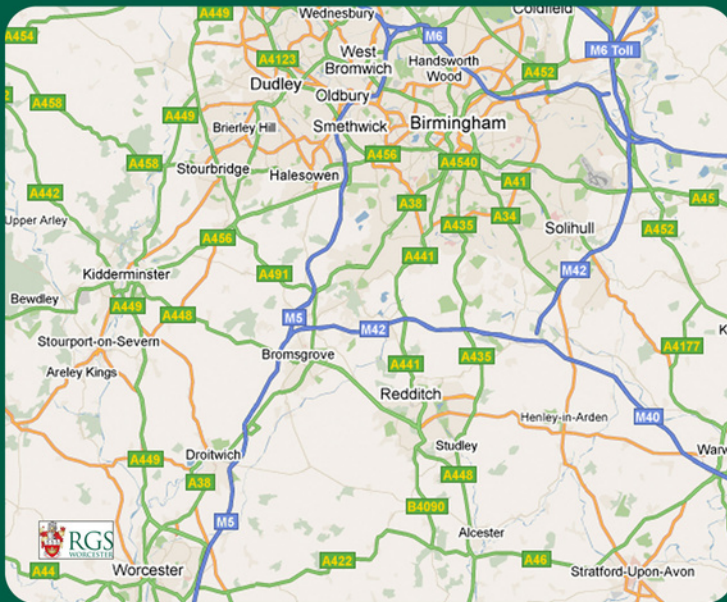 A449
Wednesbury
Coldfield
A454
M6
M6 Toll
A4123
West
Bromwich
Handsworth
Wood
A452
Dudley
Oldbury
A458
A449
Brierley Hill
Smethwick
Birmingham
A458
Stourbridge
Halesowen
A456
A4540
A41
A442
A38
A45
Upper Arley
A435
A34
A456
Solihull
A452
A441
Kidderminster
A491
M42
Bewdley
A449
A448
M5
M42
Stourport-on-Severn
Bromsgrove
A435
A4177
Areley Kings
A441
Redditch
Henley-in-Arden
M40
Studley
Droitwich
A449
A448
A38
B4090
M5
Alcester
RGS
WORCESTER
A422
A46
A44
Worcester
Stratford-Upon-Avon